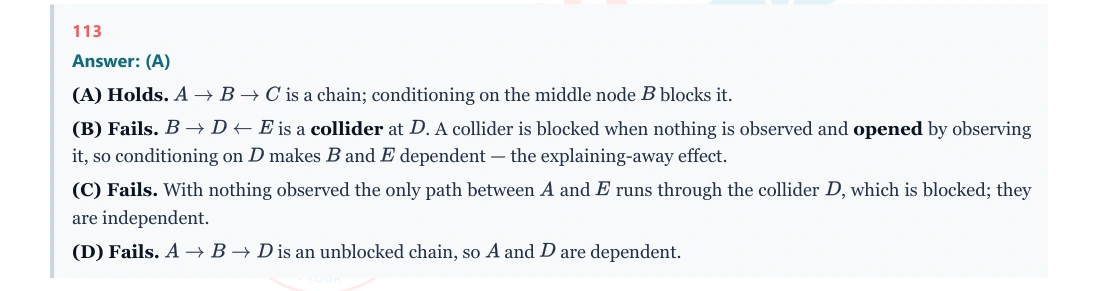 113
Answer: (A)
(A) Holds. A → B → C is a chain; conditioning on the middle node B blocks it.
(B) Fails. B → D ← E is a collider at D. A collider is blocked when nothing is observed and opened by observing
it, so conditioning on D makes B and E dependent — the explaining-away effect.
(C) Fails. With nothing observed the only path between A and E runs through the collider D, which is blocked; they
are independent.
(D) Fails. A → B → D is an unblocked chain, so A and D are dependent.